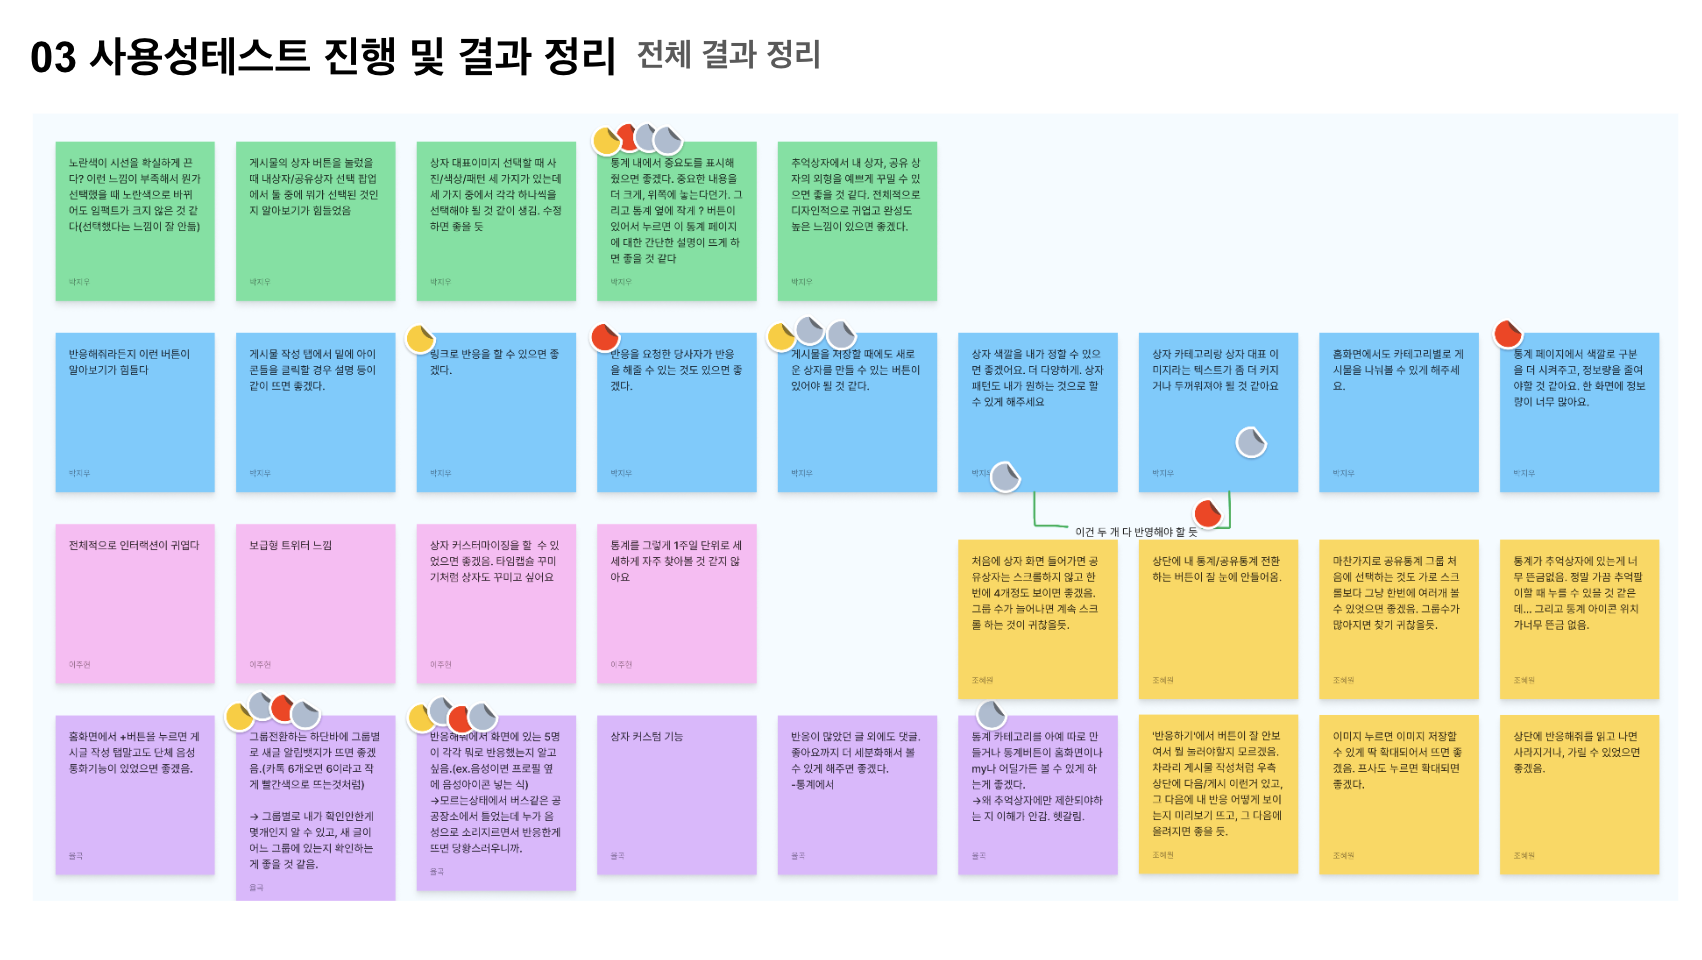 03 사용성테스트 진행 및 결과 정리 전체 결과 정리
노란색이 시선을 확실하게 끈
다? 이런 느낌이 부족해서 뭔가
선택했을 때 노란색으로 바뀌
어도 임팩트가 크지 않은 것 같
다(선택했다는 느낌이 잘 안듦)
박지우
게시물의 상자 버튼을 눌렀을
때 내상자/공유상자 선택 팝업
에서 둘 중에 뭐가 선택된 것인
지 알아보기가 힘들었음
박지우
상자 대표이미지 선택할 때 사
진/색상/패턴 세 가지가 있는데
세 가지 중에서 각각 하나씩을
선택해야 될 것 같이 생김. 수정
하면 좋을 듯
박지우
통계 내에서 중요도를 표시해
줬으면 좋겠다. 중요한 내용을
더 크게, 위쪽에 놓는다던가. 그
리고 통계 옆에 작게 ? 버튼이
있어서 누르면 이 통계 페이지
에 대한 간단한 설명이 뜨게 하
면 좋을 것 같다
박지우
추억상자에서 내 상자, 공유 상
자의 외형을 예쁘게 꾸밀 수 있
으면 좋을 것 같다. 전체적으로
디자인적으로 귀엽고 완성도
높은 느낌이 있으면 좋겠다.
박지우
반응해줘라든지 이런 버튼이
알아보기가 힘들다
박지우
게시물 작성 탭에서 밑에 아이
콘들을 클릭할 경우 설명 등이
같이 뜨면 좋겠다.
박지우
링크로 반응을 할 수 있으면 좋
겠다.
박지우
반응을 요청한 당사자가 반응
을 해줄 수 있는 것도 있으면 좋
겠다.
박지우
게시물을 저장할 때에도 새로
운 상자를 만들 수 있는 버튼이
있어야 될 것 같다.
박지우
상자 색깔을 내가 정할 수 있으
면 좋겠어요. 더 다양하게. 상자
패턴도 내가 원하는 것으로 할
수 있게 해주세요
박지우
상자 카테고리랑 상자 대표 이
미지라는 텍스트가 좀 더 커지
거나 두꺼워져야 될 것 같아요
박지우
홈화면에서도 카테고리별로 게
시물을 나눠볼 수 있게 해주세
요.
박지우
통계 페이지에서 색깔로 구분
을 더 시켜주고, 정보량을 줄여
야할 것 같아요. 한 화면에 정보
량이 너무 많아요.
박지우
이건 두 개 다 반영해야 할 듯
전체적으로 인터랙션이 귀엽다
이주현
보급형 트위터 느낌
이주현
상자 커스터마이징을 할 수 있
었으면 좋겠음. 타임캡슐 꾸미
기처럼 상자도 꾸미고 싶어요
이주현
통계를 그렇게 1주일 단위로 세
세하게 자주 찾아볼 것 같지 않
아요
이주현
처음에 상자 화면 들어가면 공
유상자는 스크롤하지 않고 한
번에 4개정도 보이면 좋겠음.
그룹 수가 늘어나면 계속 스크
롤 하는 것이 귀찮을듯.
조혜원
상단에 내 통계/공유통계 전환
하는 버튼이 잘 눈에 안들어옴.
조혜원
마찬가지로 공유통계 그룹 처
음에 선택하는 것도 가로 스크
롤보다 그냥 한번에 여러개 볼
수 있엇으면 좋겠음. 그룹수가
많아지면 찾기 귀찮을듯.
조혜원
통계가 추억상자에 있는게 너
무 뜬금없음. 정말 가끔 추억팔
이할 때 누를 수 있을 것 같은
데... 그리고 통계 아이콘 위치
가너무 뜬금 없음.
조혜원
홈화면에서 +버튼을 누르면 게
시글 작성 탭말고도 단체 음성
통화기능이 있었으면 좋겠음.
율곡
그룹전환하는 하단바에 그룹별
로 새글 알림뱃지가 뜨면 좋겠
음.(카톡 6개오면 6이라고 작
게 빨간색으로 뜨는것처럼)
→ 그룹별로 내가 확인안한게
몇개인지 알 수 있고, 새 글이
어느 그룹에 있는지 확인하는
게 좋을 것 같음.
율곡
반응해줘에서 화면에 있는 5명
이 각각 뭐로 반응했는지 알고
싶음.(ex.음성이면 프로필 옆
에 음성아이콘 넣는 식)
→모르는상태에서 버스같은 공
공장소에서 틀었는데 누가 음
성으로 소리지르면서 반응한게
뜨면 당황스러우니까.
율곡
상자 커스텀 기능
율곡
반응이 많았던 글 외에도 댓글.
좋아요까지 더 세분화해서 볼
수 있게 해주면 좋겠다.
-통계에서
율곡
통계 카테고리를 아예 따로 만
들거나 통계버튼이 홈화면이나
my나 어딜가든 볼 수 있게 하
는게 좋겠다.
→왜 추억상자에만 제한되야하
는 지 이해가 안감. 헷갈림.
율곡
'반응하기'에서 버튼이 잘 안보
여서 뭘 눌러야할지 모르겠음.
차라리 게시물 작성처럼 우측
상단에 다음/게시 이런거 있고,
그 다음에 내 반응 어떻게 보이
는지 미리보기 뜨고, 그 다음에
올려지면 좋을 듯.
조혜원
이미지 누르면 이미지 저장할
수 있게 딱 확대되어서 뜨면 좋
겠음. 프사도 누르면 확대되면
좋겠다.
조혜원
상단에 반응해줘를 읽고 나면
사라지거나, 가릴 수 있었으면
좋겠음.
조혜원